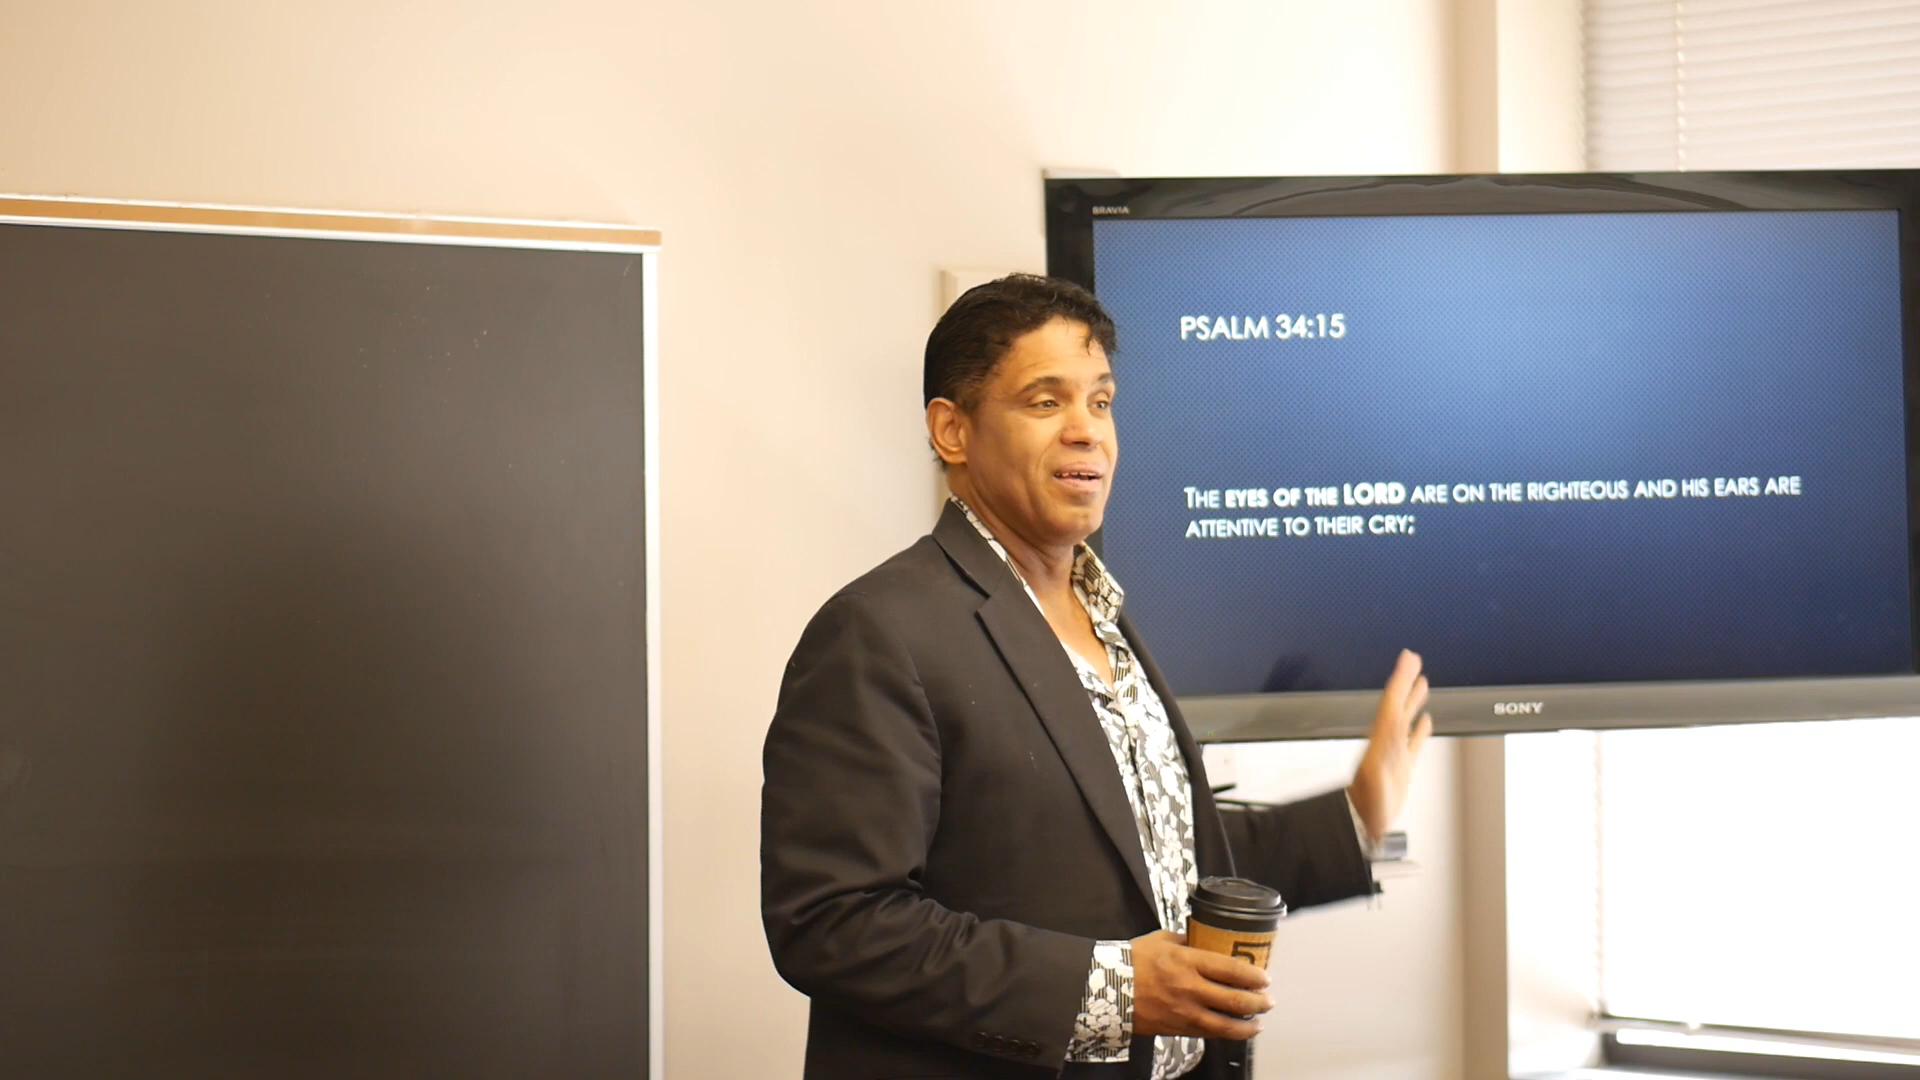 BRAVIA
PSALM 34:15
THE EYES OF THE LORD ARE ON THE RIGHTEOUS AND HIS EARS ARE
ATTENTIVE TO THEIR CRY;
SONY